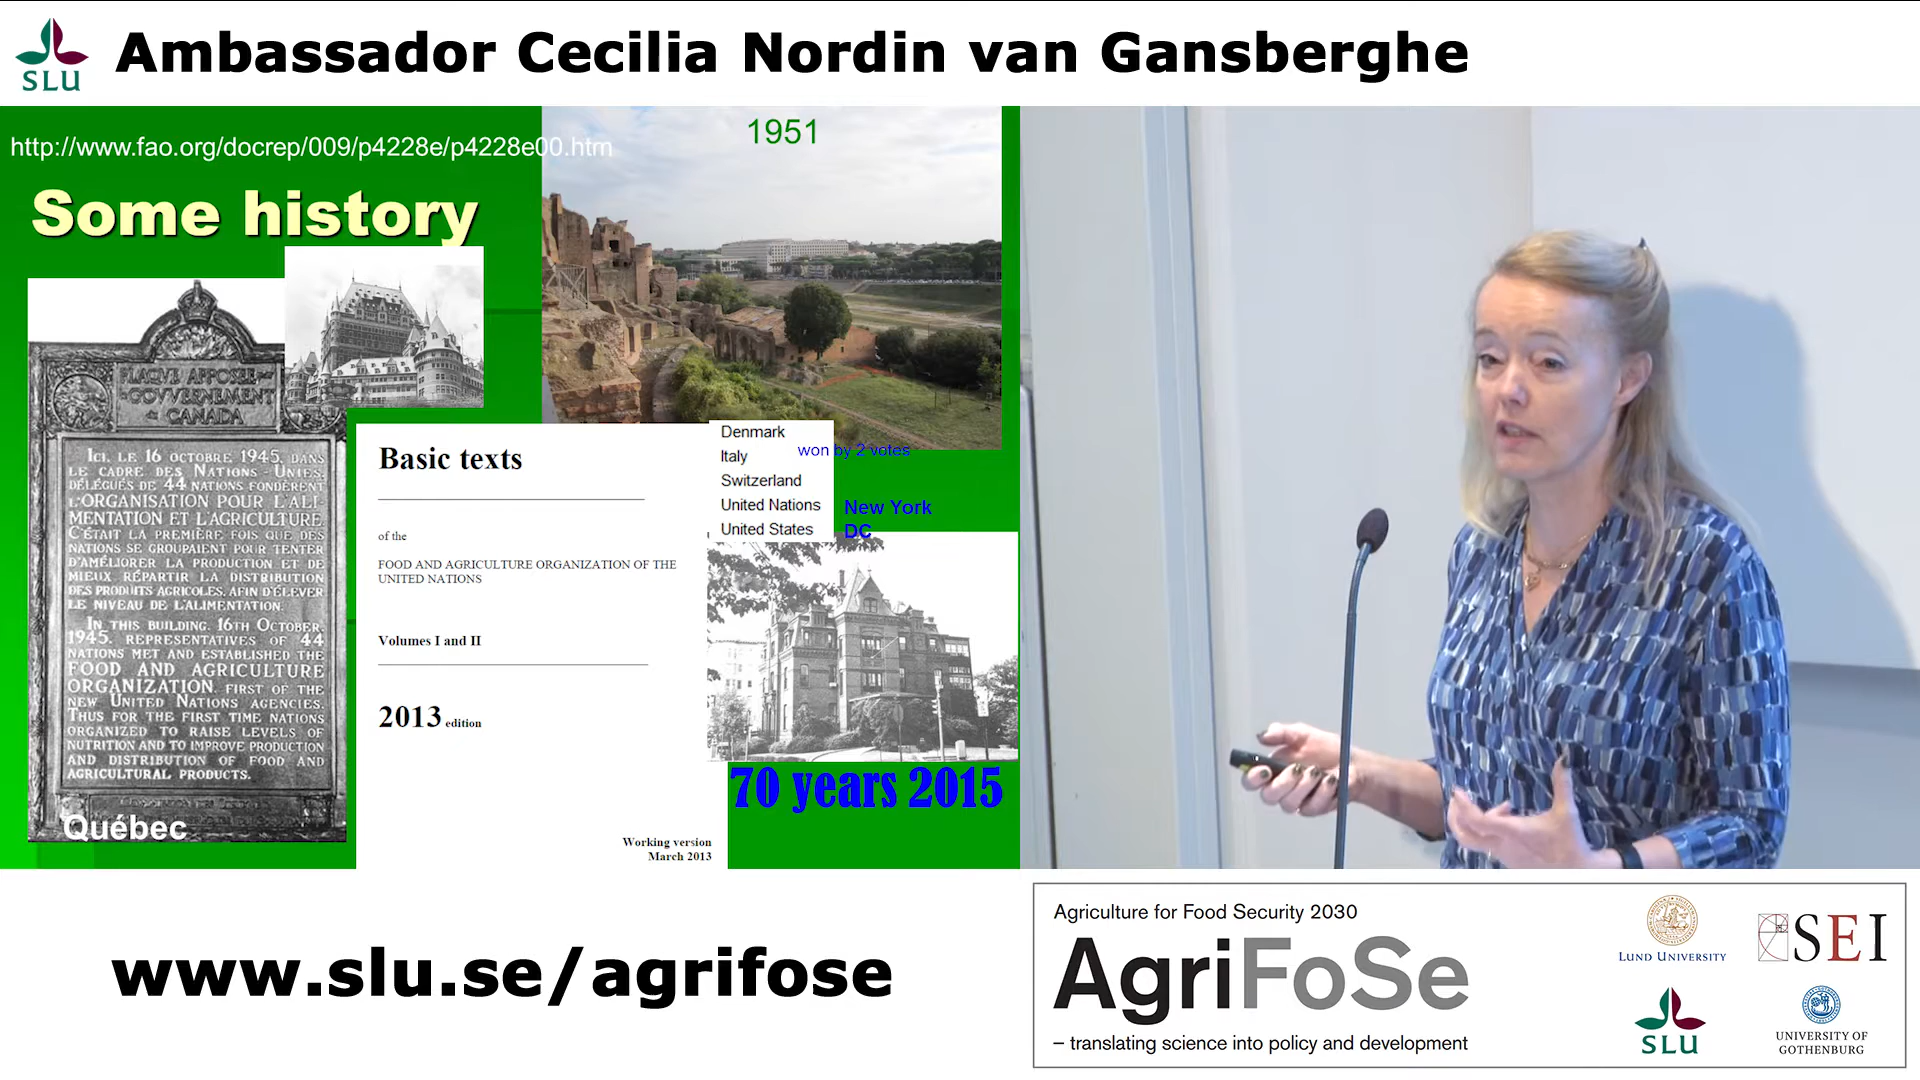 SLU
Ambassador Cecilia Nordin van Gansberghe
http://www.fao.org/docrep/009/p4228e/p4228e00.htm
1951
Some history
PLAQVE APPOSÉE
GOVVERNEMENT
CANADA
ICI, LE 16 OCTOBRE 1945, DANS
LE CADRE DES NATIONS-UNIES,
DÉLÉGUÉS DE 44 NATIONS FONDÈRENT
L'ORGANISATION POUR L'ALI-
MENTATION ET L'AGRICULTURE.
C'ÉTAIT LA PREMIÈRE FOIS QUE DES
NATIONS SE GROUPAIENT POUR TENTER
D'AMÉLIORER LA PRODUCTION ET DE
MIEUX RÉPARTIR LA DISTRIBUTION
DES PRODUITS AGRICOLES, AFIN D'ÉLEVER
LE NIVEAU DE L'ALIMENTATION.
IN THIS BUILDING, 16TH OCTOBER,
1945, REPRESENTATIVES OF 44
NATIONS MET AND ESTABLISHED THE
FOOD AND AGRICULTURE
ORGANIZATION, FIRST OF THE
NEW UNITED NATIONS AGENCIES.
THUS FOR THE FIRST TIME NATIONS
ORGANIZED TO RAISE LEVELS OF
NUTRITION AND TO IMPROVE PRODUCTION
AND DISTRIBUTION OF FOOD AND
AGRICULTURAL PRODUCTS.
Québec
Basic texts
of the
FOOD AND AGRICULTURE ORGANIZATION OF THE
UNITED NATIONS
Volumes I and II
2013 edition
Working version
March 2013
Denmark
Italy
Switzerland
United Nations
United States
won by 2 votes
New York
DC
70 years 2015
www.slu.se/agrifose
Agriculture for Food Security 2030
AgriFoSe
– translating science into policy and development
LUND UNIVERSITY
SEI
SLU
UNIVERSITY OF
GOTHENBURG